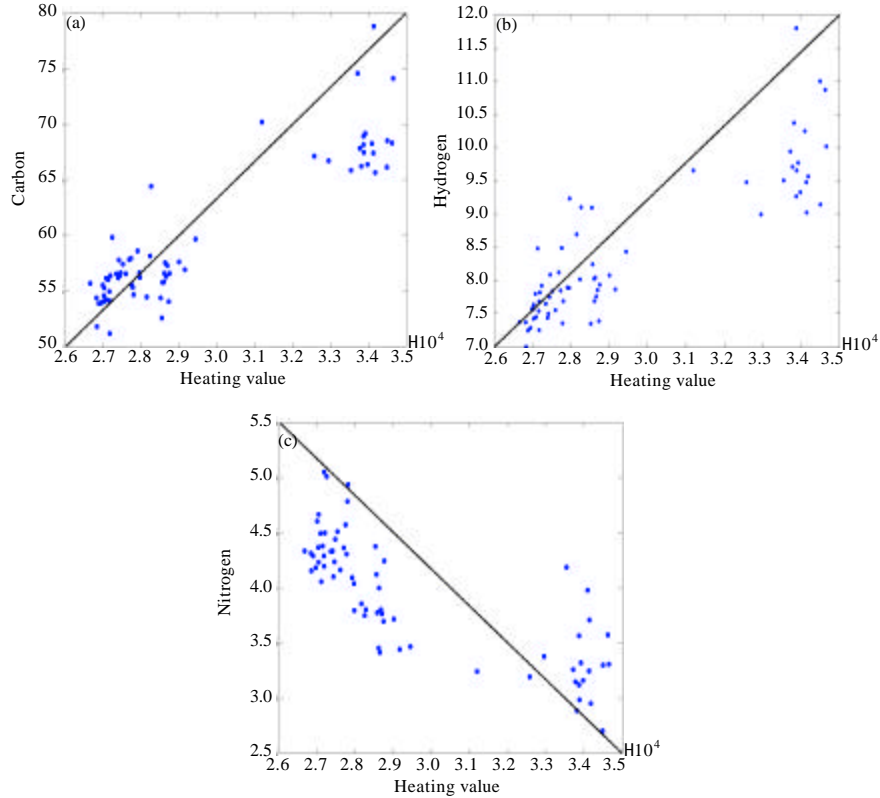 (a)
80
75
70
65
60
55
50
Carbon
2.6 2.7 2.8 2.9 3.0 3.1 3.2 3.3 3.4 3.5
H10⁴
Heating value
(b)
12.0
11.0
11.0
10.0
9.5
9.0
8.5
8.0
7.5
7.0
Hydrogen
2.6 2.7 2.8 2.9 3.0 3.1 3.2 3.3 3.4 3.5
H10⁴
Heating value
(c)
5.5
5.0
4.5
4.0
3.5
3.0
2.5
Nitrogen
2.6 2.7 2.8 2.9 3.0 3.1 3.2 3.3 3.4 3.5
H10⁴
Heating value